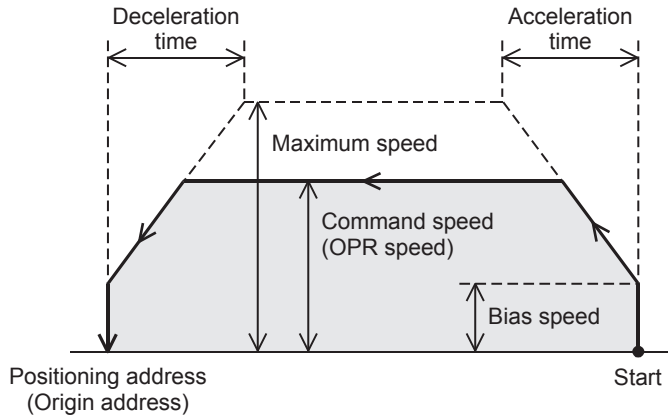 Deceleration
time
Acceleration
time
Maximum speed
Command speed
(OPR speed)
Bias speed
Positioning address
(Origin address)
Start